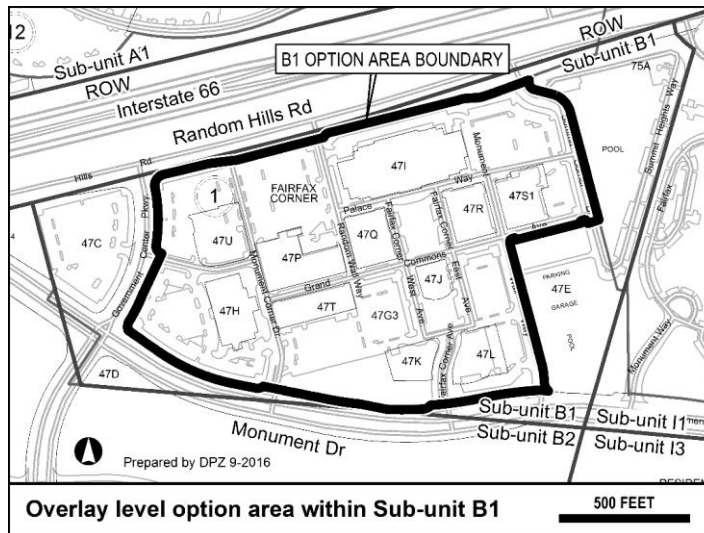 12
Sub-unit A1
ROW
Interstate 66
Random Hills Rd
B1 OPTION AREA BOUNDARY
ROW
Sub-unit B1
75A
Summit Heights Way
POOL
Hills Rd
Fairfax
1
FAIRFAX
CORNER
47I
Monument
Way
47S1
47C
Center Pkwy
Government
47U
47P
Palace
47Q
Fairfax Corner
Fairfax Corner
47R
Ave
Random Walk Way
Commons
Grand
47J
East
Ave
West
Ave
PARKING
47E
GARAGE
POOL
47H
Monument Corner Dr
47T
47G3
47K
47L
Way
Monument Way
47D
Monument Dr
Sub-unit B1
Sub-unit I1
Sub-unit B2
Sub-unit I3
Prepared by DPZ 9-2016
Overlay level option area within Sub-unit B1
500 FEET